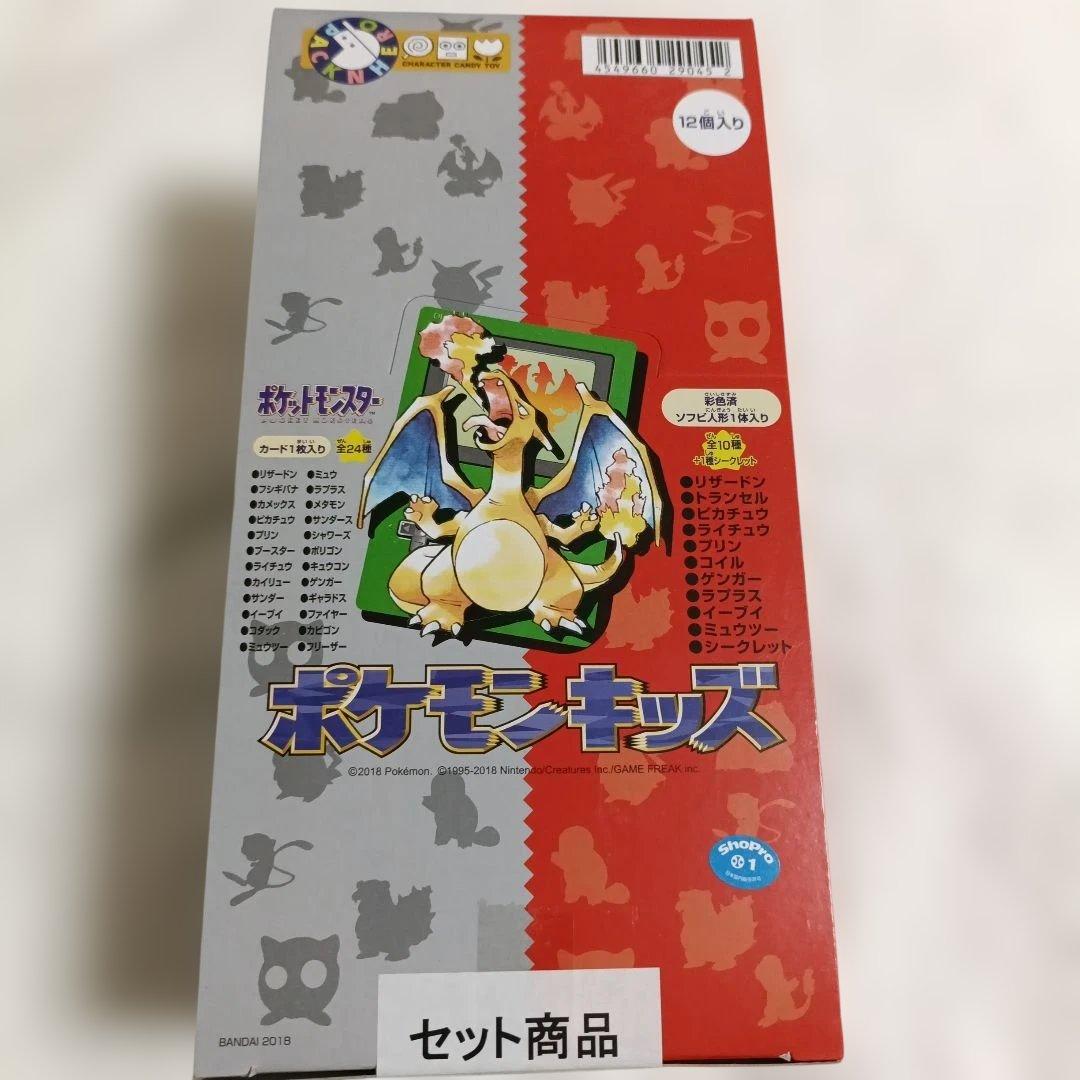 PACK'N HERO
CHARACTER CANDY TOY
4549660 29045 2
12個入り
ポケットモンスター™
POCKET MONSTERS
カード1枚入り
全24種
●リザードン ●ミュウ
●フシギバナ ●ラプラス
●カメックス ●メタモン
●ピカチュウ ●サンダース
●プリン ●シャワーズ
●ブースター ●ポリゴン
●ライチュウ ●キュウコン
●カイリュー ●ゲンガー
●サンダー ●ギャラドス
●イーブイ ●ファイヤー
●コダック ●カビゴン
●ミュウツー ●フリーザー
彩色済
ソフビ人形1体入り
全10種
+1種シークレット
●リザードン
●トランセル
●ピカチュウ
●ライチュウ
●プリン
●コイル
●ゲンガー
●ラプラス
●イーブイ
●ミュウツー
●シークレット
ポケモンキッズ
©2018 Pokémon. ©1995-2018 Nintendo/Creatures Inc./GAME FREAK inc.
ShoPro
1
BANDAI 2018
セット商品